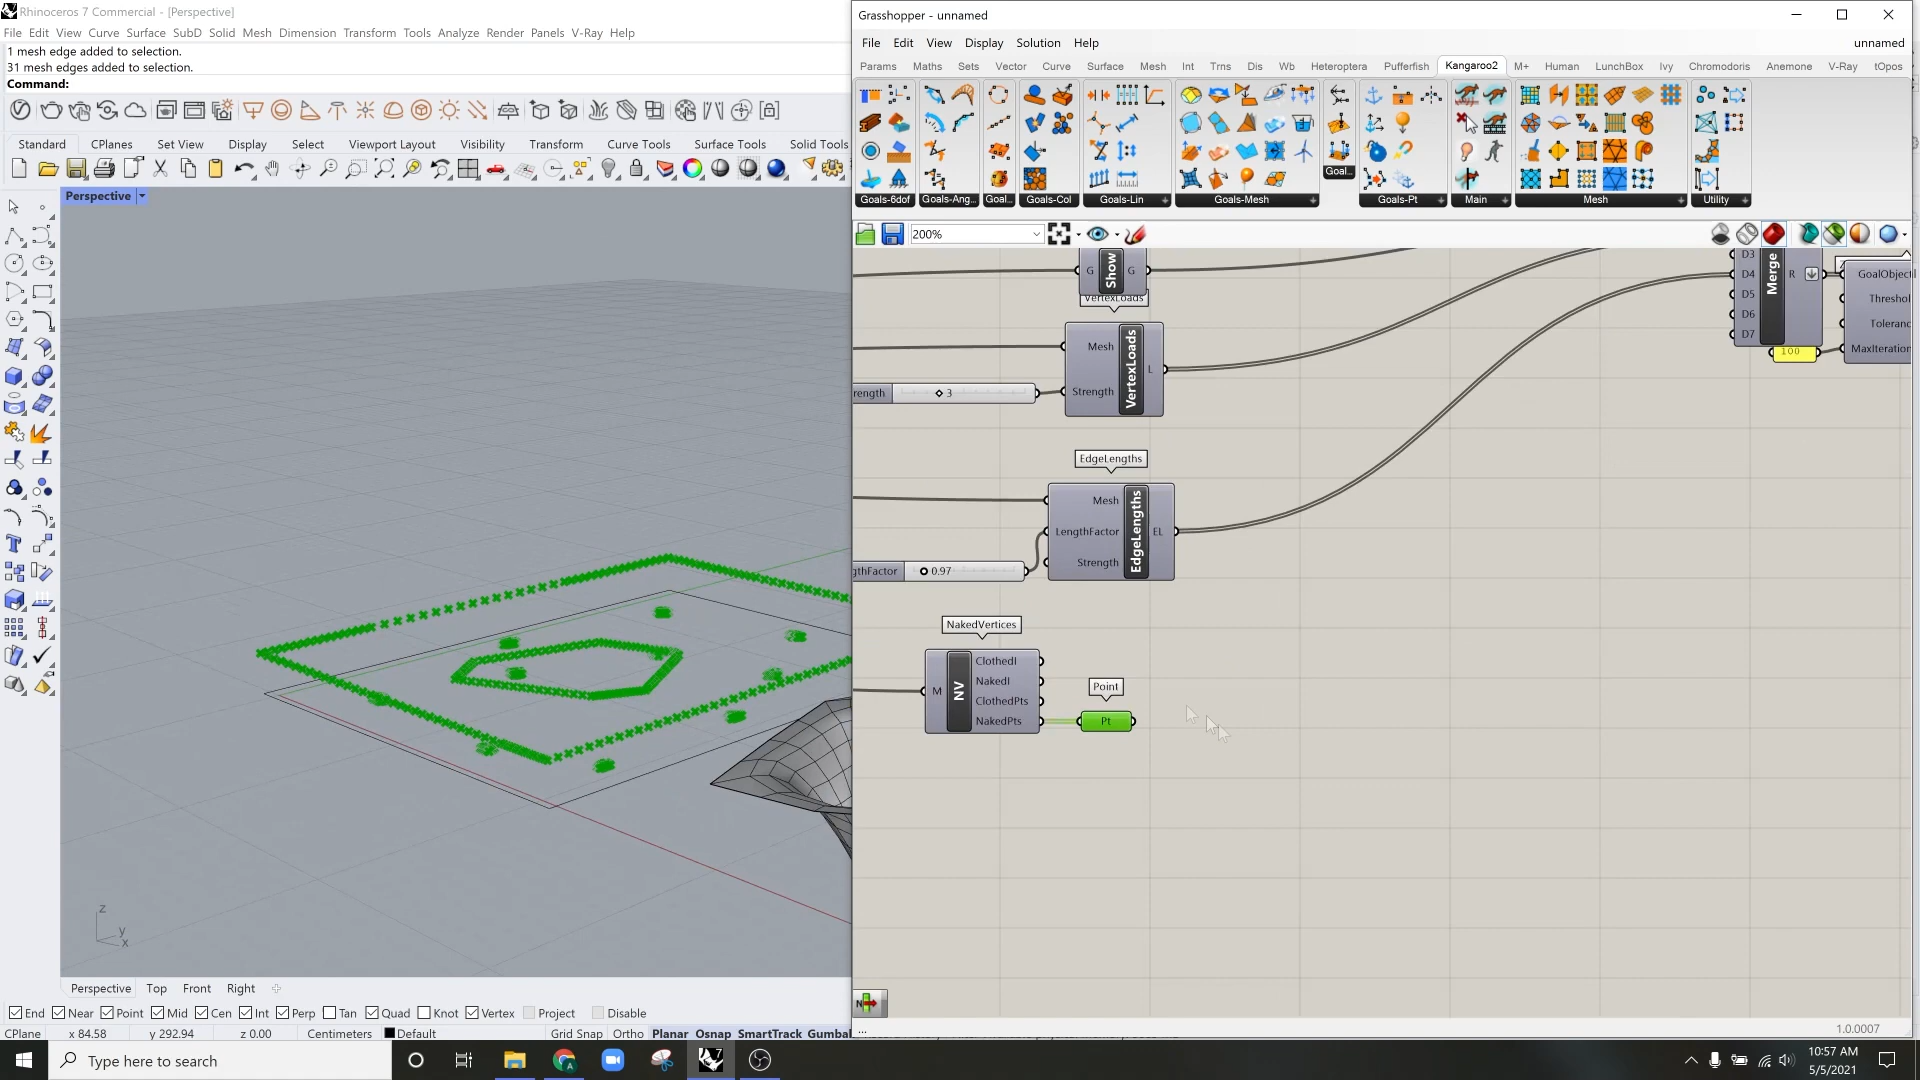 Rhinoceros 7 Commercial - [Perspective]
File Edit View Curve Surface SubD Solid Mesh Dimension Transform Tools Analyze Render Panels V-Ray Help
1 mesh edge added to selection.
31 mesh edges added to selection.
Command:
Standard CPlanes Set View Display Select Viewport Layout Visibility Transform Curve Tools Surface Tools Solid Tools
Perspective
z
y
x
Perspective Top Front Right
End Near Point Mid Cen Int Perp Tan Quad Knot Vertex Project Disable
CPlane x 84.58 y 292.94 z 0.00 Centimeters Default Grid Snap Ortho Planar Osnap SmartTrack Gumbal
Grasshopper - unnamed
File Edit View Display Solution Help
unnamed
Params Maths Sets Vector Curve Surface Mesh Int Trns Dis Wb Heteroptera Pufferfish Kangaroo2 M+ Human LunchBox Ivy Chromodoris Anemone V-Ray tOpos
Goals-6dof Goals-Ang... Goal... Goals-Col Goals-Lin Goals-Mesh Goal... Goals-Pt Main Mesh Utility
200%
G Show G
VertexLoads
Mesh
Strength
VertexLoads
L
rength 3
EdgeLengths
Mesh
LengthFactor
Strength
EdgeLengths
EL
gthFactor 0.97
NakedVertices
M NV
ClothedI
NakedI
ClothedPts
NakedPts
Point
Pt
D3
D4
D5
D6
D7
Merge
R
100
GoalObject
Threshol
Toleranc
MaxIteration
...
1.0.0007
Type here to search
10:57 AM
5/5/2021